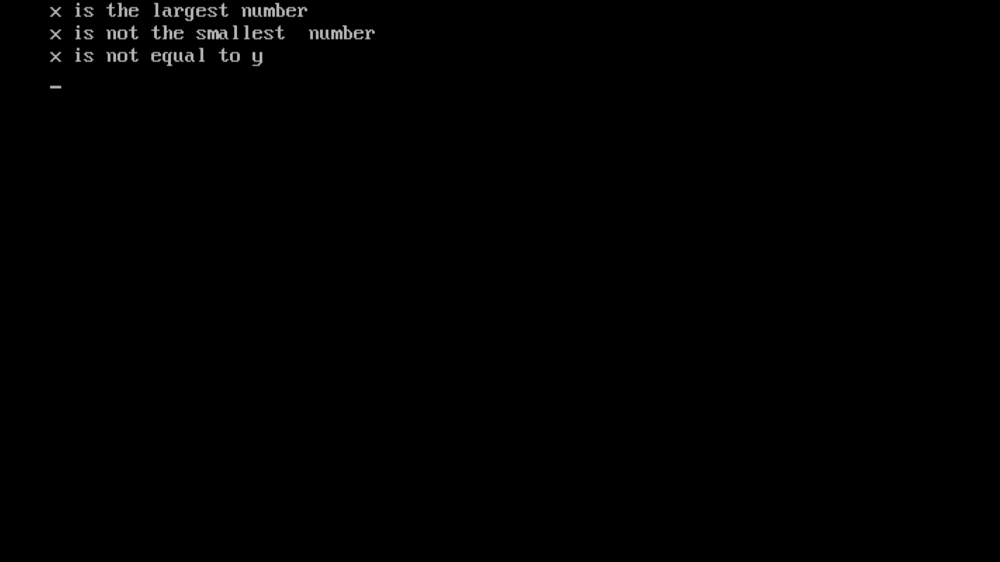 x is the largest number
x is not the smallest  number
x is not equal to y
_